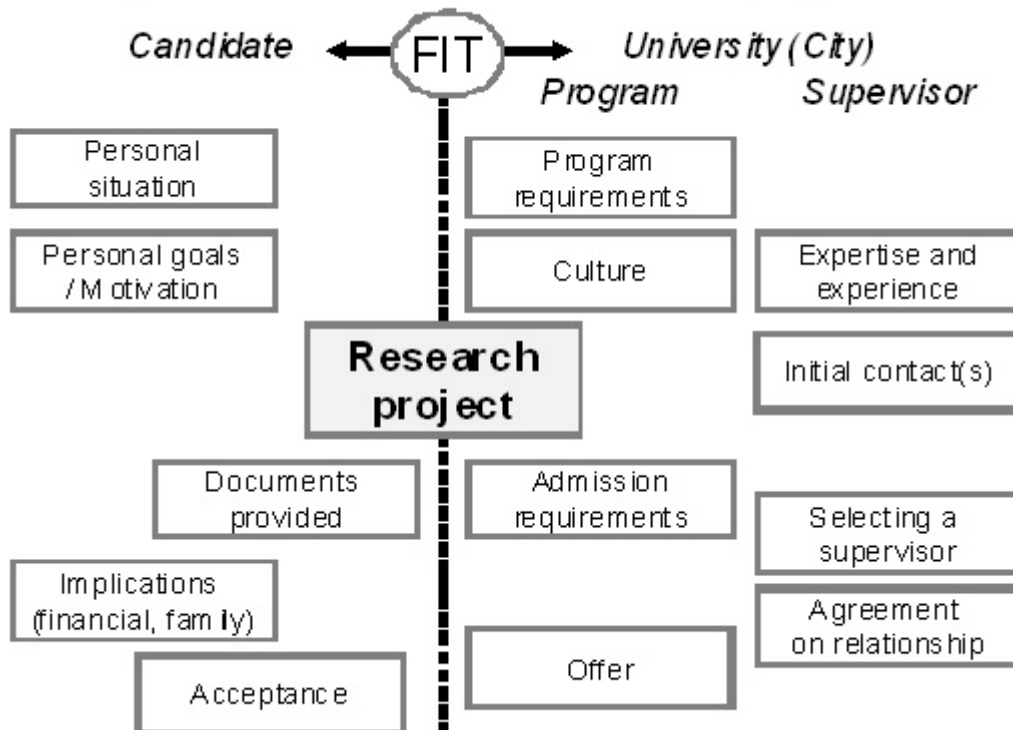 Candidate
FIT
University (City)
Program
Supervisor
Personal
situation
Program
requirements
Personal goals
/ Motivation
Culture
Expertise and
experience
Research
project
Initial contact(s)
Documents
provided
Admission
requirements
Selecting a
supervisor
Implications
(financial, family)
Agreement
on relationship
Offer
Acceptance